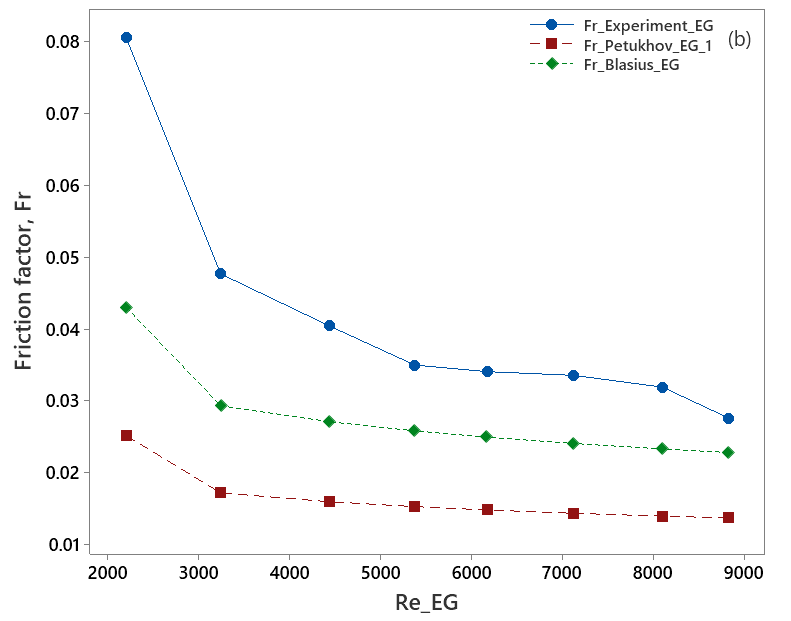 Fr_Experiment_EG
Fr_Petukhov_EG_1
Fr_Blasius_EG
(b)
Friction factor, Fr
0.08
0.07
0.06
0.05
0.04
0.03
0.02
0.01
2000 3000 4000 5000 6000 7000 8000 9000
Re_EG